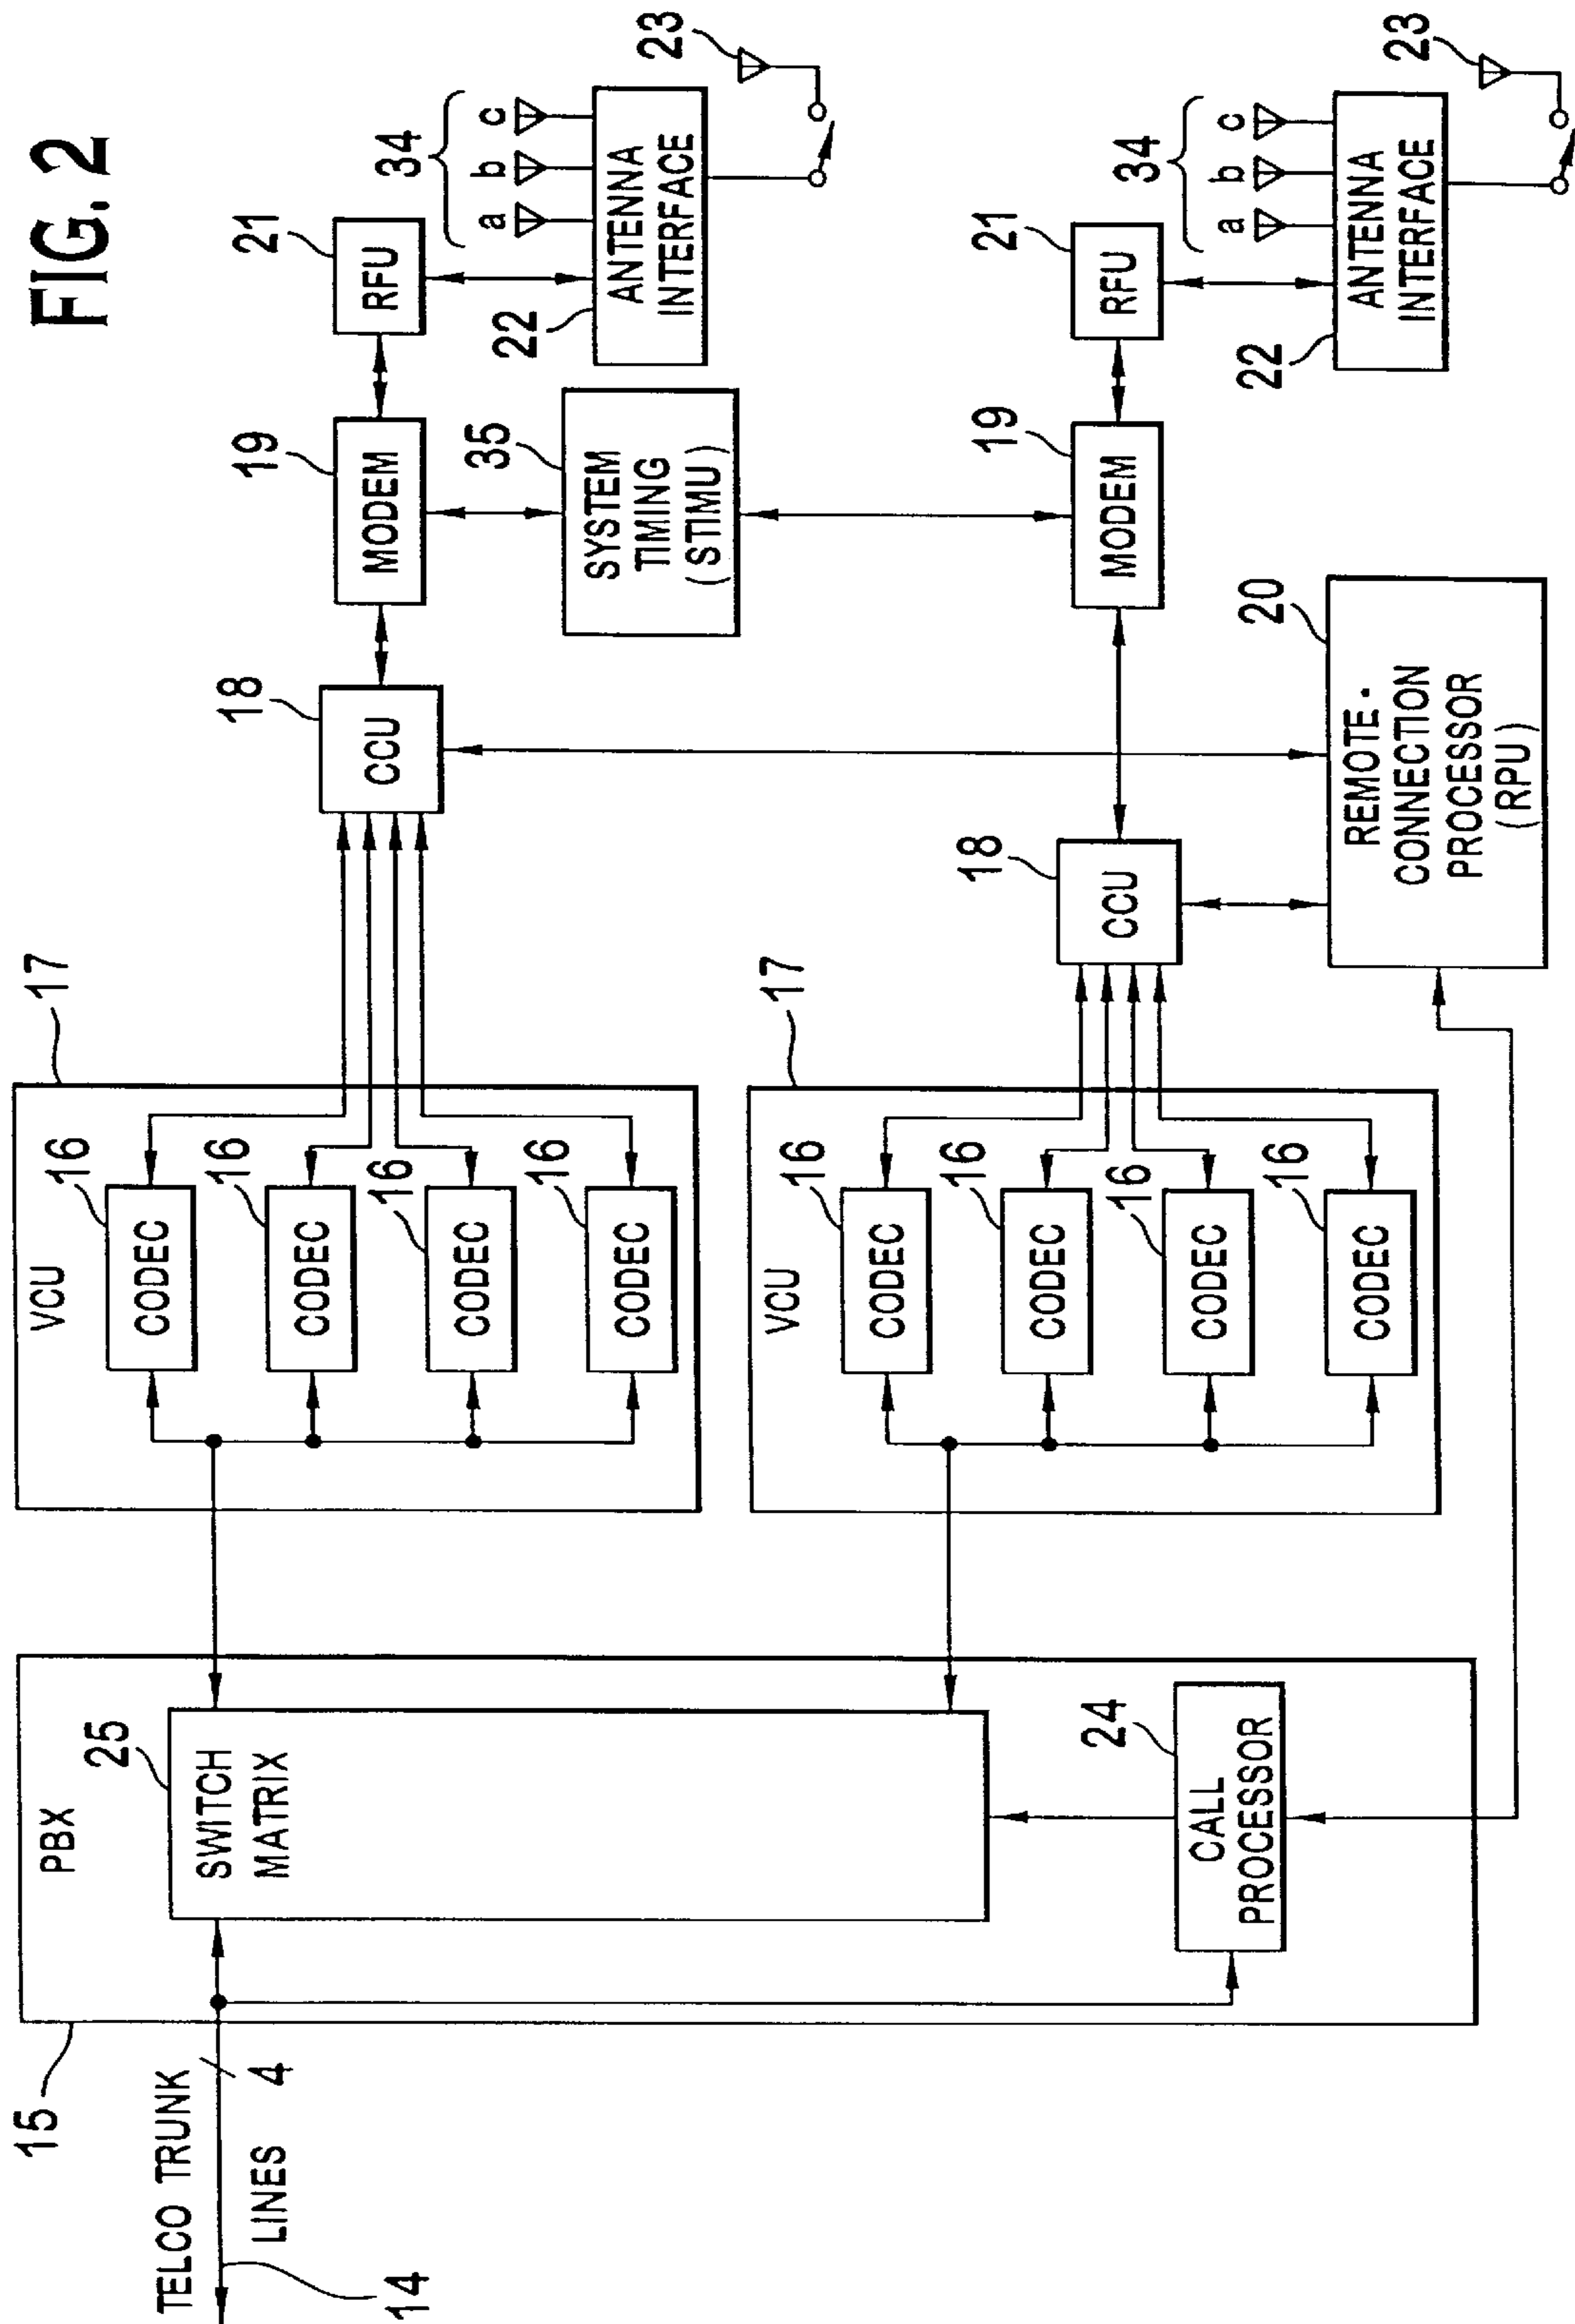 FIG. 2
TELCO TRUNK
LINES
4
14
15
PBX
25
SWITCH
MATRIX
24
CALL
PROCESSOR
17
VCU
16
CODEC
16
CODEC
16
CODEC
16
CODEC
18
CCU
19
MODEM
21
RFU
34
a b c
22
ANTENNA
INTERFACE
23
35
SYSTEM
TIMING
(STIMU)
17
VCU
16
CODEC
16
CODEC
16
CODEC
16
CODEC
18
CCU
19
MODEM
21
RFU
34
a b c
22
ANTENNA
INTERFACE
23
20
REMOTE-
CONNECTION
PROCESSOR
(RPU)